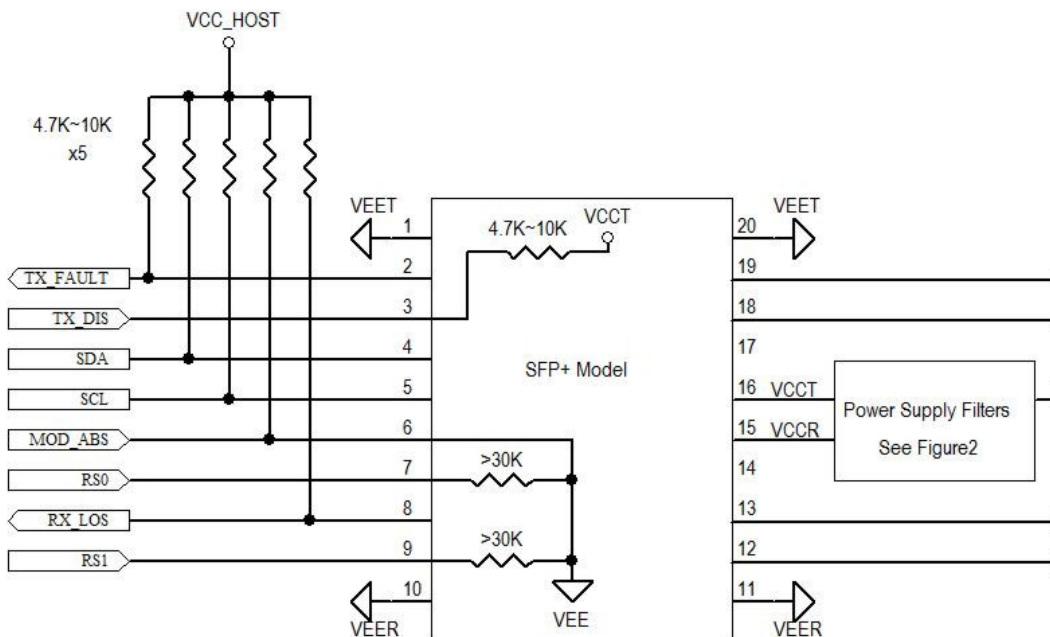 VCC_HOST
4.7K~10K
x5
VEET
1
4.7K~10K
VCCT
20
VEET
TX_FAULT
2
19
TX_DIS
3
18
SDA
4
17
SFP+ Model
SCL
5
16
VCCT
Power Supply Filters
See Figure2
MOD_ABS
6
15
VCCR
RS0
7
>30K
14
RX_LOS
8
13
RS1
9
>30K
12
10
VEER
VEE
11
VEER